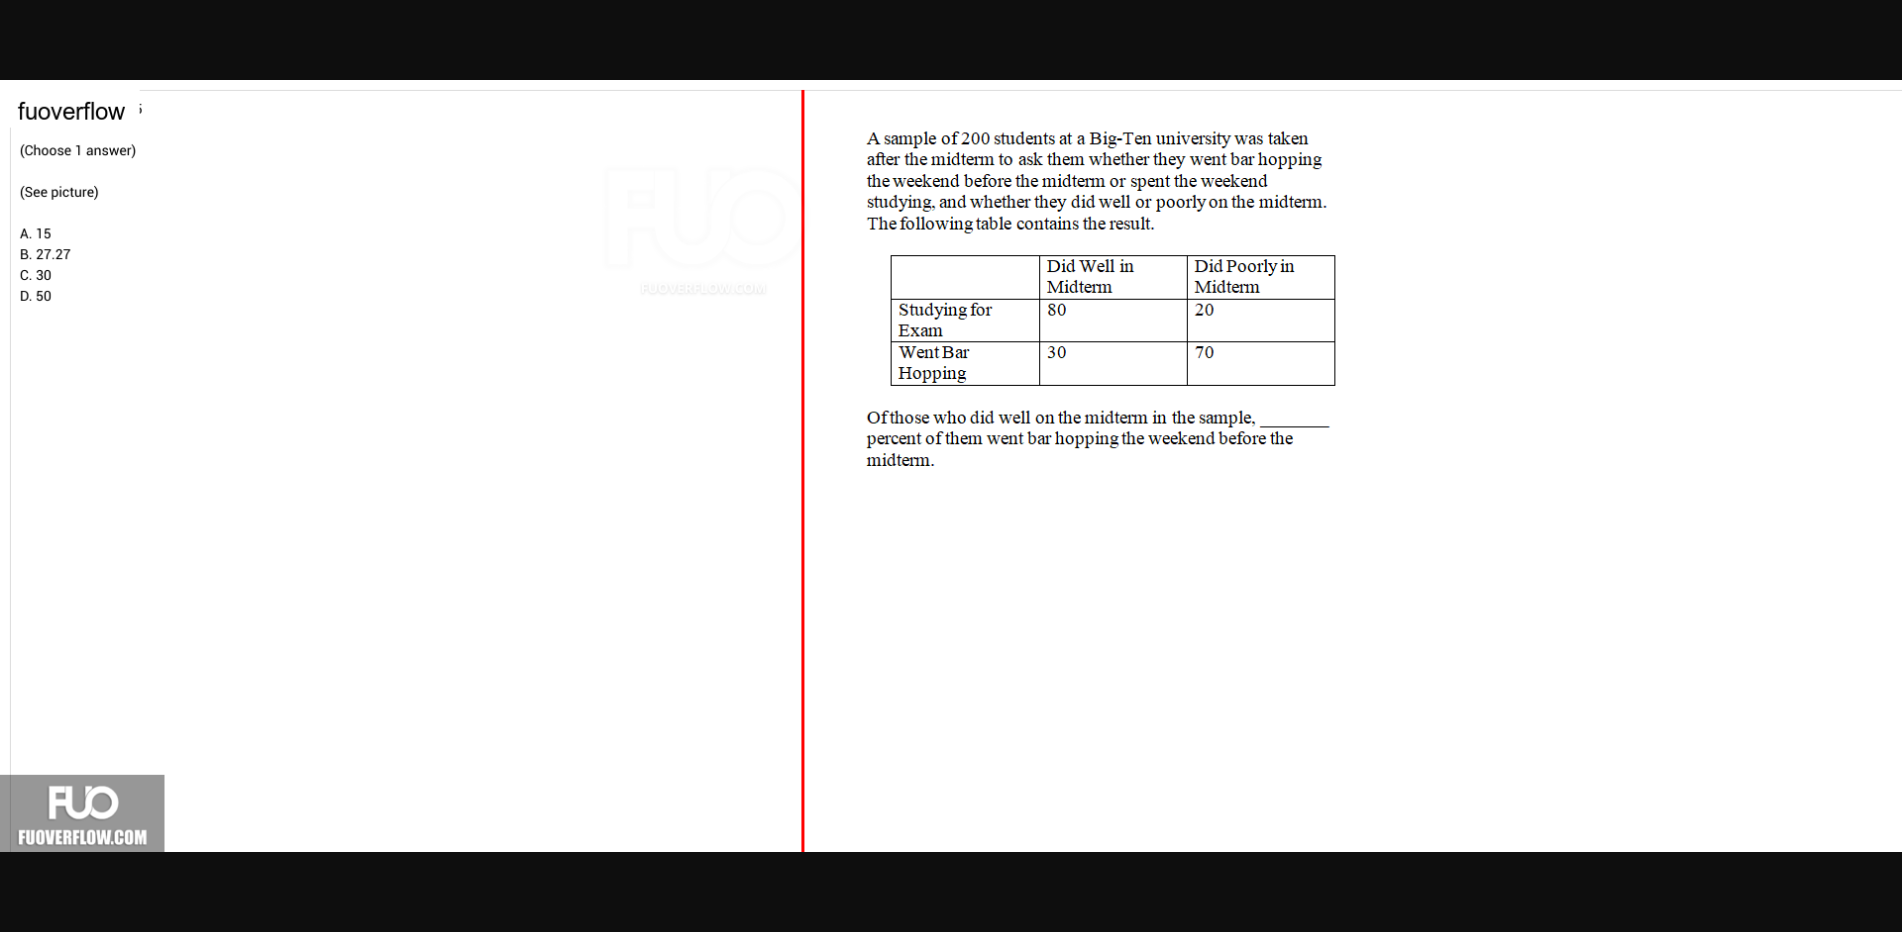 fuoverflow
(Choose 1 answer)
(See picture)
A. 15
B. 27.27
C. 30
D. 50
FUO
FUOVERFLOW.COM
A sample of 200 students at a Big-Ten university was taken
after the midterm to ask them whether they went bar hopping
the weekend before the midterm or spent the weekend
studying, and whether they did well or poorly on the midterm.
The following table contains the result.
Did Well in
Midterm
Did Poorly in
Midterm
Studying for
Exam
80
20
Went Bar
Hopping
30
70
Of those who did well on the midterm in the sample, ________
percent of them went bar hopping the weekend before the
midterm.
FUO
FUOVERFLOW.COM